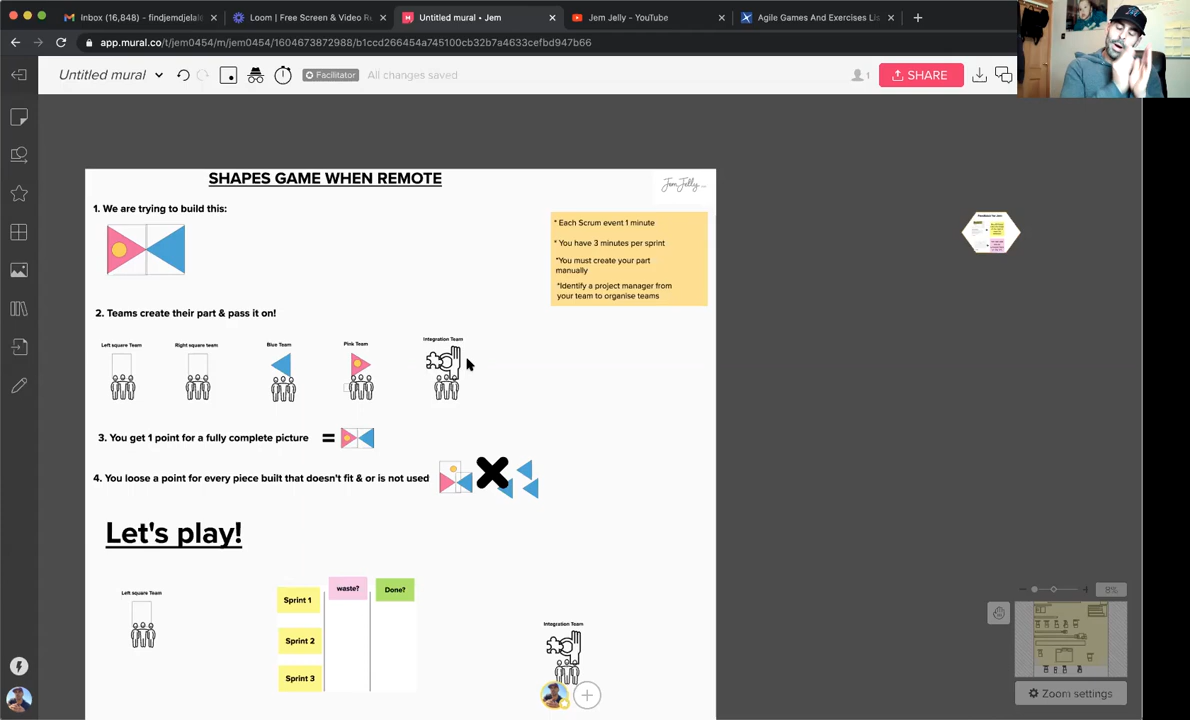 Inbox (16,848) - findjemdjelal
Loom | Free Screen & Video Re
Untitled mural • Jem
Jem Jelly - YouTube
Agile Games And Exercises Lis
app.mural.co/t/jem0454/m/jem0454/1604673872988/b1ccd266454a745100cb32b7a4633cefbd947b66
Untitled mural
Facilitator
All changes saved
1
SHARE
SHAPES GAME WHEN REMOTE
JemJelly
1. We are trying to build this:
* Each Scrum event 1 minute
* You have 3 minutes per sprint
*You must create your part
manually
*Identify a project manager from
your team to organise teams
2. Teams create their part & pass it on!
Left square Team
Right square team
Blue Team
Pink Team
Integration Team
3. You get 1 point for a fully complete picture
=
4. You loose a point for every piece built that doesn't fit & or is not used
Let's play!
Left square Team
waste?
Done?
Sprint 1
Sprint 2
Sprint 3
Integration Team
8%
Zoom settings